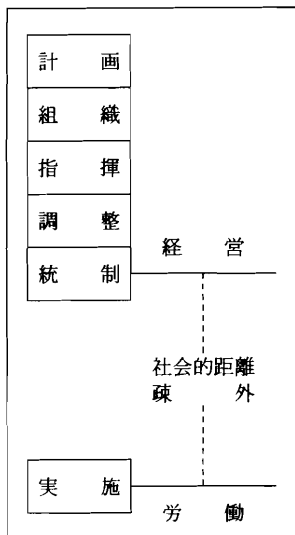 計画
組織
指揮
調整
統制
経営
社会的距離
疎外
実施
労働